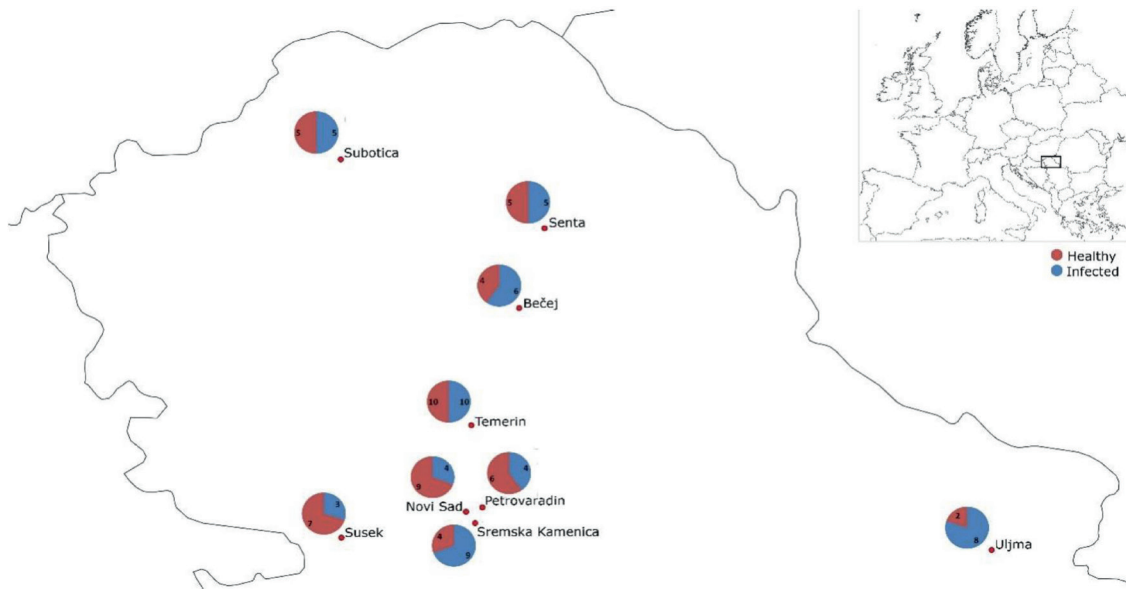 5 5
Subotica
5 5
Senta
Healthy
Infected
4 6
Bečej
10 10
Temerin
9 4
Novi Sad
6 4
Petrovaradin
7 3
Susek
Sremska Kamenica
4 9
2 8
Uljma